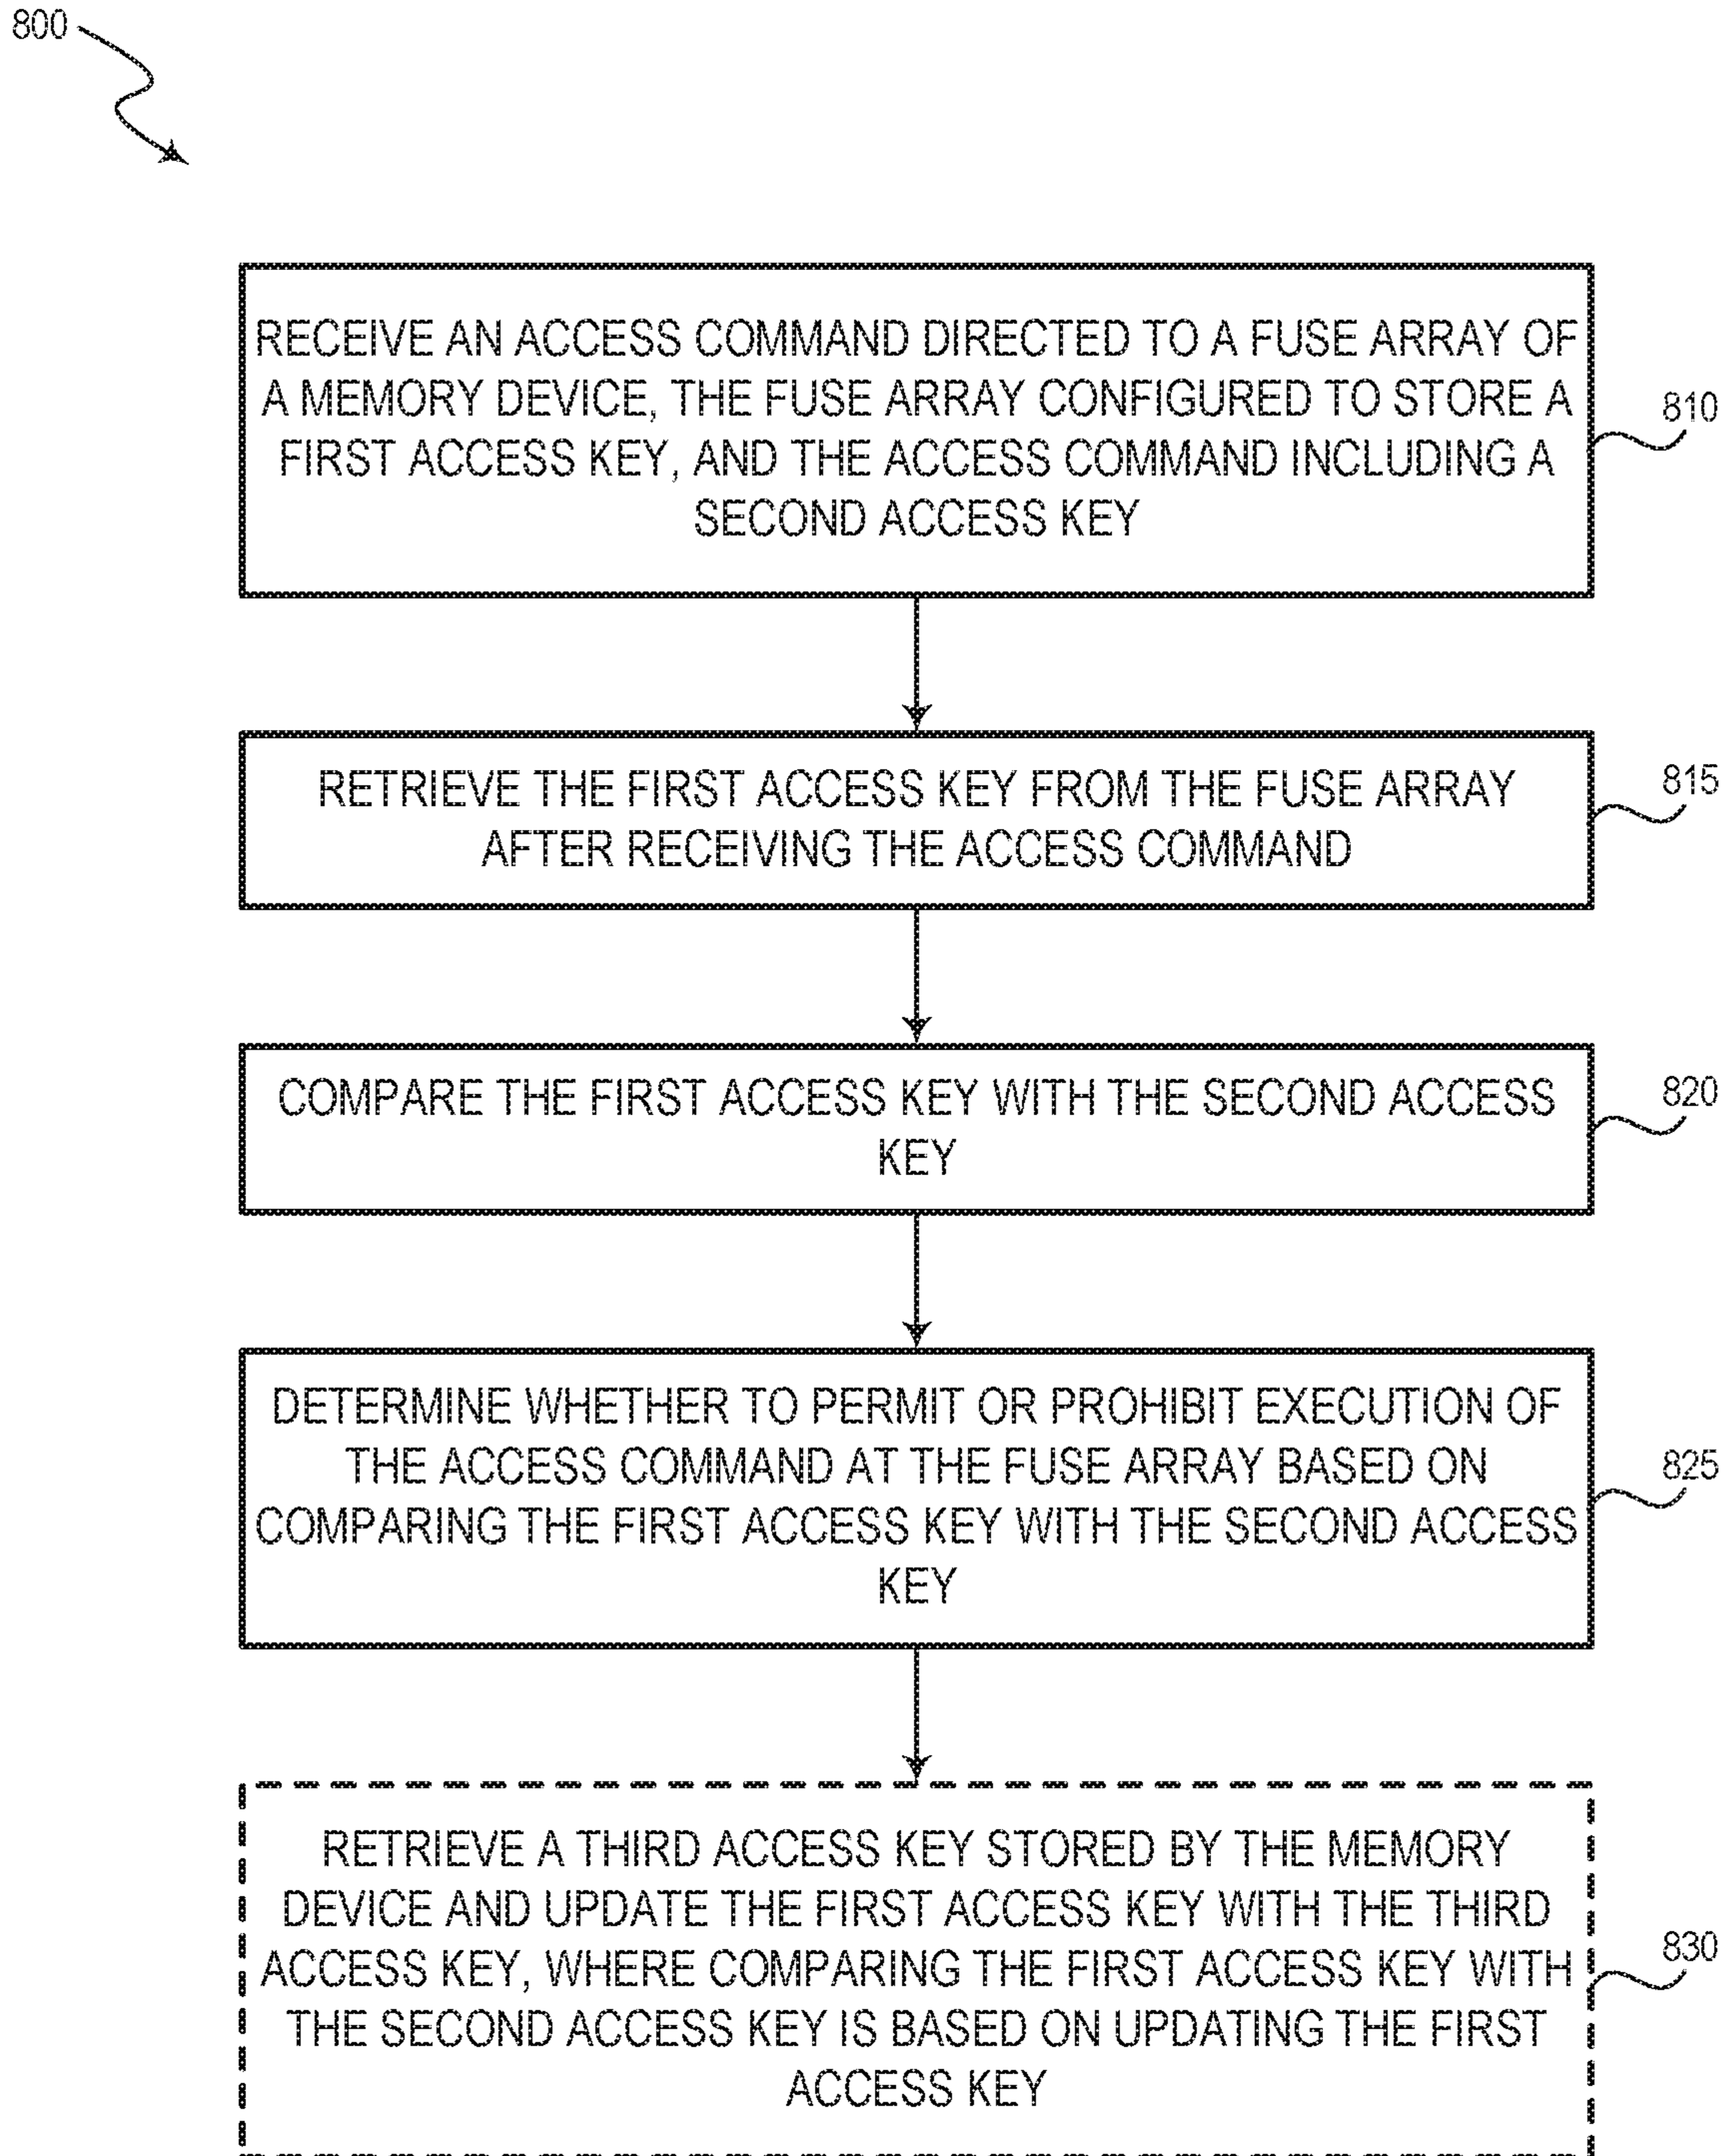 800
RECEIVE AN ACCESS COMMAND DIRECTED TO A FUSE ARRAY OF
A MEMORY DEVICE, THE FUSE ARRAY CONFIGURED TO STORE A
FIRST ACCESS KEY, AND THE ACCESS COMMAND INCLUDING A
SECOND ACCESS KEY
810
RETRIEVE THE FIRST ACCESS KEY FROM THE FUSE ARRAY
AFTER RECEIVING THE ACCESS COMMAND
815
COMPARE THE FIRST ACCESS KEY WITH THE SECOND ACCESS
KEY
820
DETERMINE WHETHER TO PERMIT OR PROHIBIT EXECUTION OF
THE ACCESS COMMAND AT THE FUSE ARRAY BASED ON
COMPARING THE FIRST ACCESS KEY WITH THE SECOND ACCESS
KEY
825
RETRIEVE A THIRD ACCESS KEY STORED BY THE MEMORY
DEVICE AND UPDATE THE FIRST ACCESS KEY WITH THE THIRD
ACCESS KEY, WHERE COMPARING THE FIRST ACCESS KEY WITH
THE SECOND ACCESS KEY IS BASED ON UPDATING THE FIRST
ACCESS KEY
830